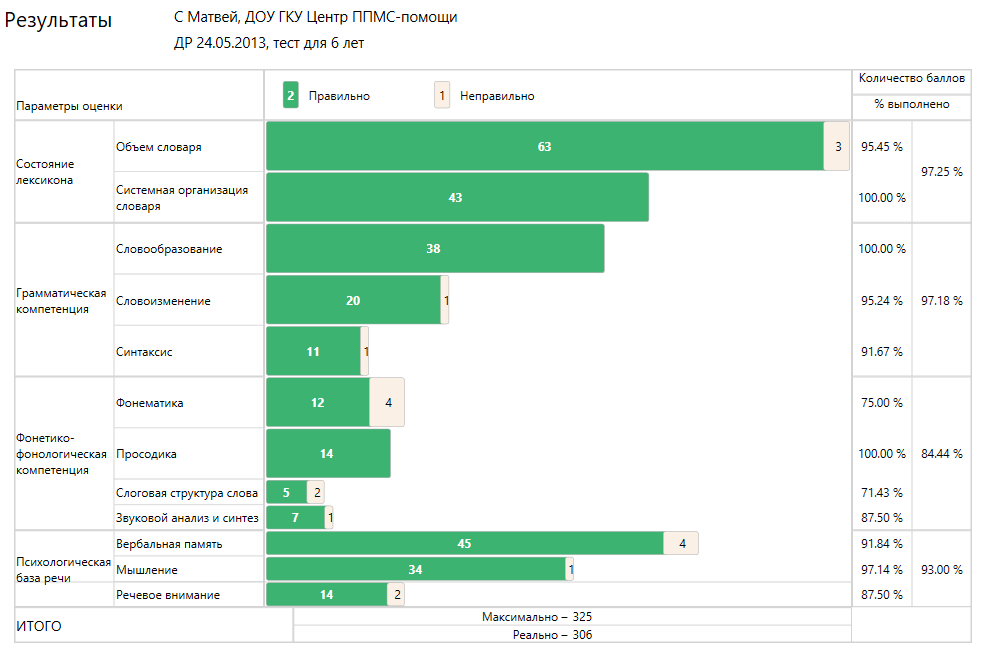 Результаты
С Матвей, ДОУ ГКУ Центр ППМС-помощи
ДР 24.05.2013, тест для 6 лет
Параметры оценки
2 Правильно 1 Неправильно
Количество баллов
% выполнено
Состояние
лексикона
Объем словаря 63 3 95.45 %
97.25 %
Системная организация
словаря
43 100.00 %
Грамматическая
компетенция
Словообразование 38 100.00 %
Словоизменение 20 1 95.24 % 97.18 %
Синтаксис 11 1 91.67 %
Фонетико-
фонологическая
компетенция
Фонематика 12 4 75.00 %
Просодика 14 100.00 % 84.44 %
Слоговая структура слова 5 2 71.43 %
Звуковой анализ и синтез 7 1 87.50 %
Психологическая
база речи
Вербальная память 45 4 91.84 %
Мышление 34 1 97.14 % 93.00 %
Речевое внимание 14 2 87.50 %
ИТОГО
Максимально – 325
Реально – 306